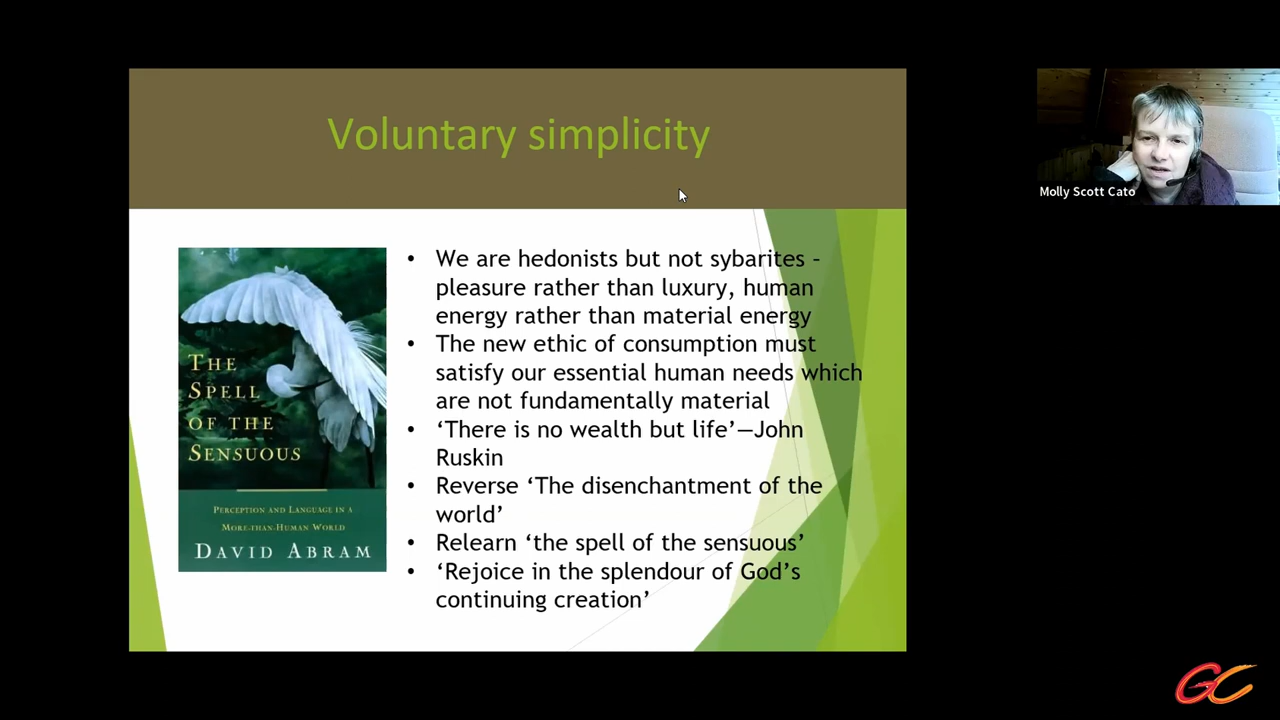 Voluntary simplicity
THE
SPELL
OF THE
SENSUOUS
PERCEPTION AND LANGUAGE IN A
MORE-THAN-HUMAN WORLD
DAVID ABRAM
• We are hedonists but not sybarites –
pleasure rather than luxury, human
energy rather than material energy
• The new ethic of consumption must
satisfy our essential human needs which
are not fundamentally material
• ‘There is no wealth but life’—John
Ruskin
• Reverse ‘The disenchantment of the
world’
• Relearn ‘the spell of the sensuous’
• ‘Rejoice in the splendour of God’s
continuing creation’
Molly Scott Cato
GC